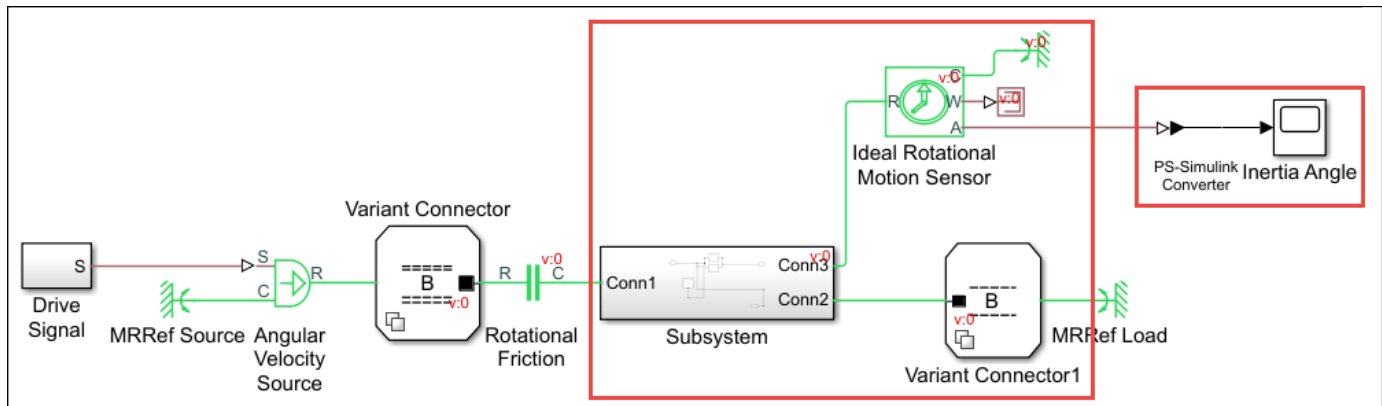 v:0
C
v:0
R
W
v:0
A
Ideal Rotational
Motion Sensor
PS-Simulink
Converter
Inertia Angle
Variant Connector
S
Drive
Signal
S
C
R
MRRef Source
Angular
Velocity
Source
B
v:0
R
C
v:0
Rotational
Friction
Conn1
Conn3
v:0
Conn2
Subsystem
B
v:0
Variant Connector1
MRRef Load